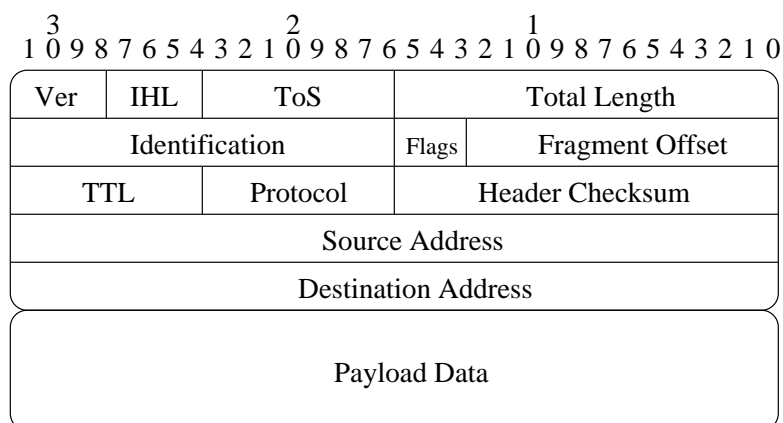 3 2 1
1 0 9 8 7 6 5 4 3 2 1 0 9 8 7 6 5 4 3 2 1 0 9 8 7 6 5 4 3 2 1 0
Ver IHL ToS Total Length
Identification Flags Fragment Offset
TTL Protocol Header Checksum
Source Address
Destination Address
Payload Data